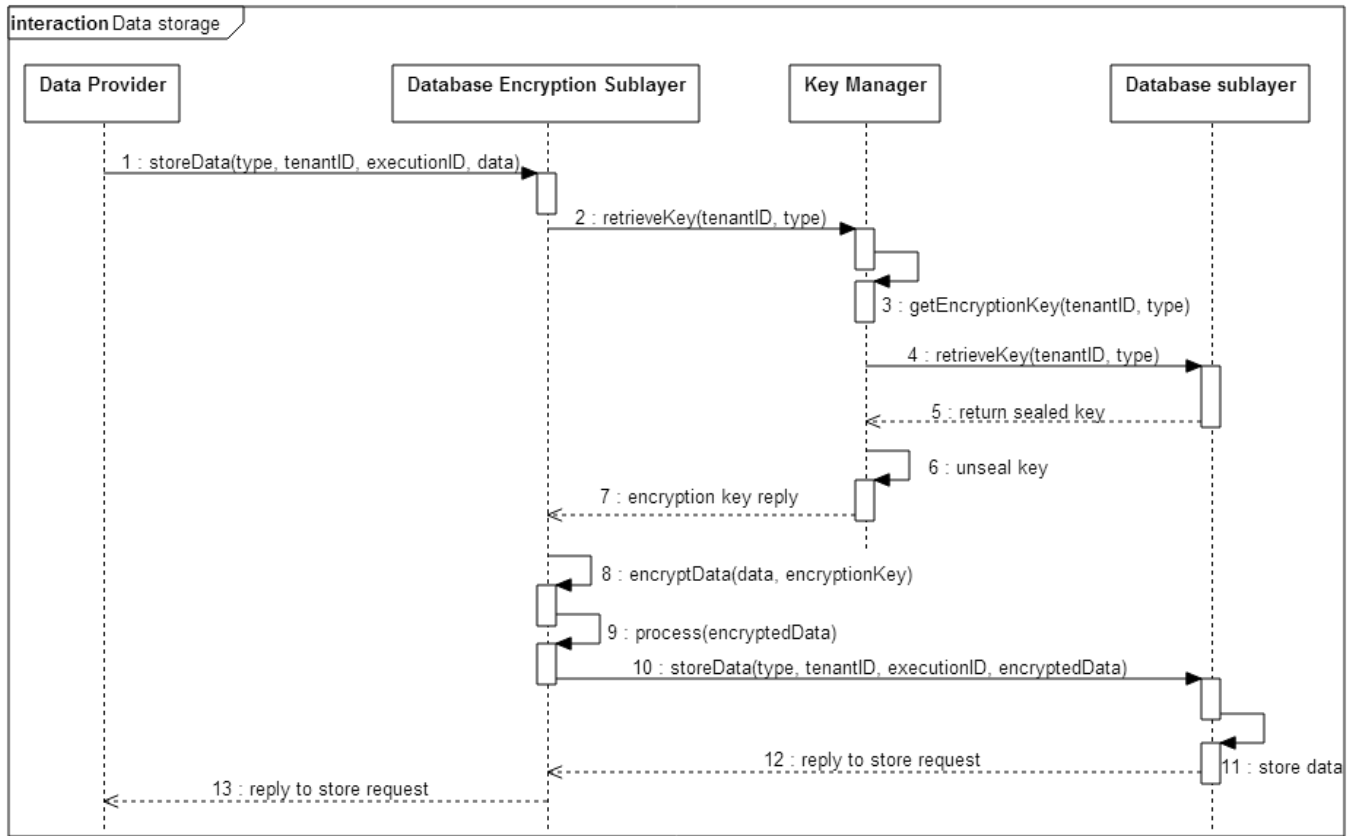 interaction Data storage
Data Provider
Database Encryption Sublayer
Key Manager
Database sublayer
1 : storeData(type, tenantID, executionID, data)
2 : retrieveKey(tenantID, type)
3 : getEncryptionKey(tenantID, type)
4 : retrieveKey(tenantID, type)
5 : return sealed key
6 : unseal key
7 : encryption key reply
8 : encryptData(data, encryptionKey)
9 : process(encryptedData)
10 : storeData(type, tenantID, executionID, encryptedData)
12 : reply to store request
11 : store data
13 : reply to store request